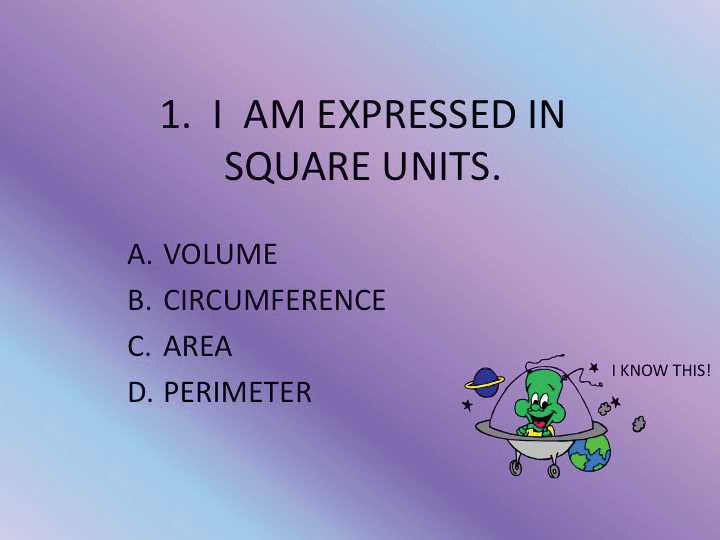 1. I AM EXPRESSED IN
SQUARE UNITS.
A. VOLUME
B. CIRCUMFERENCE
C. AREA
D. PERIMETER
I KNOW THIS!